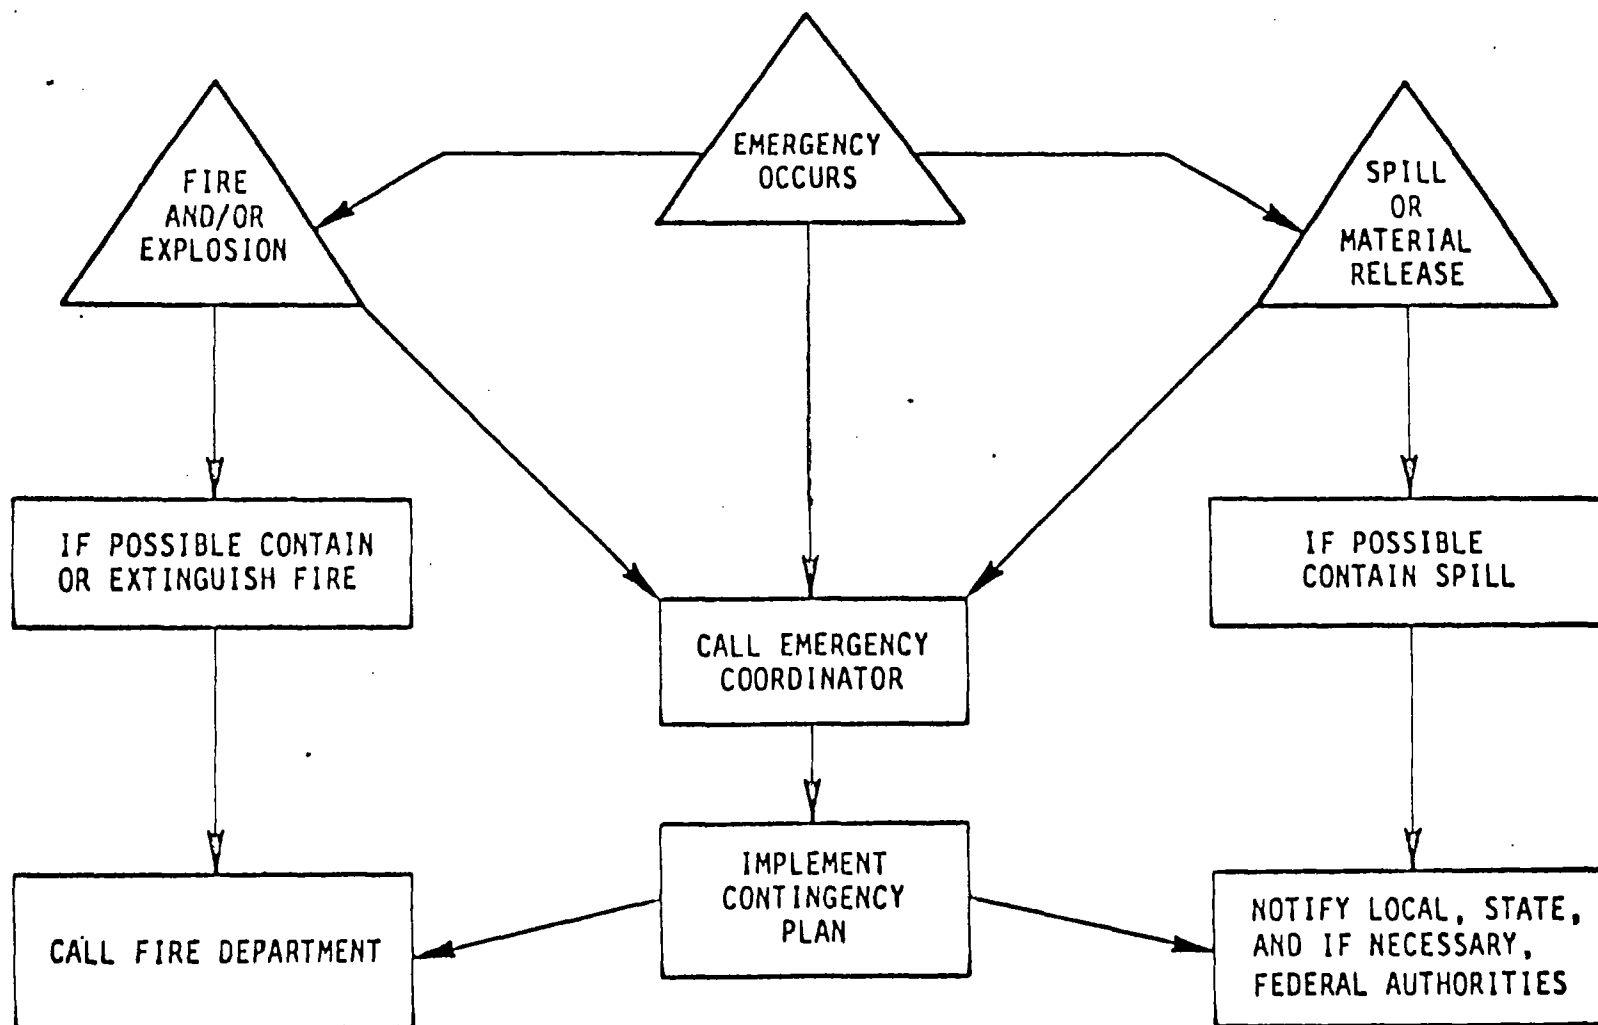 EMERGENCY
OCCURS
FIRE
AND/OR
EXPLOSION
SPILL
OR
MATERIAL
RELEASE
IF POSSIBLE CONTAIN
OR EXTINGUISH FIRE
CALL EMERGENCY
COORDINATOR
IF POSSIBLE
CONTAIN SPILL
CALL FIRE DEPARTMENT
IMPLEMENT
CONTINGENCY
PLAN
NOTIFY LOCAL, STATE,
AND IF NECESSARY,
FEDERAL AUTHORITIES